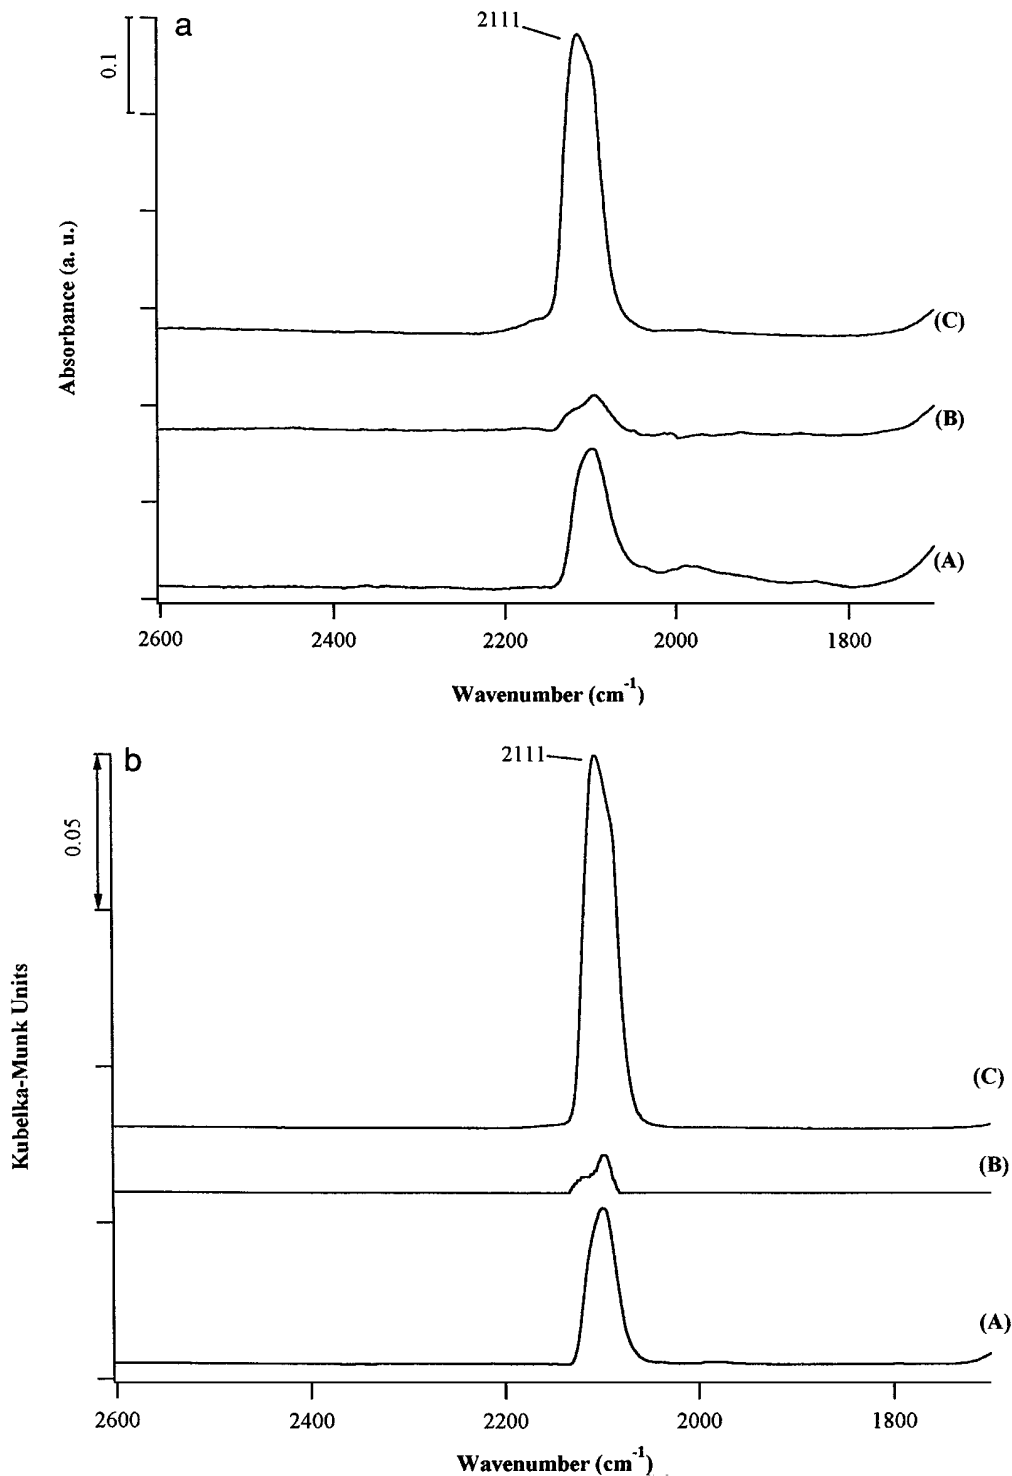 a
2111
0.1
Absorbance (a. u.)
(C)
(B)
(A)
2600 2400 2200 2000 1800
Wavenumber (cm-1)
b
2111
0.05
Kubelka-Munk Units
(C)
(B)
(A)
2600 2400 2200 2000 1800
Wavenumber (cm-1)